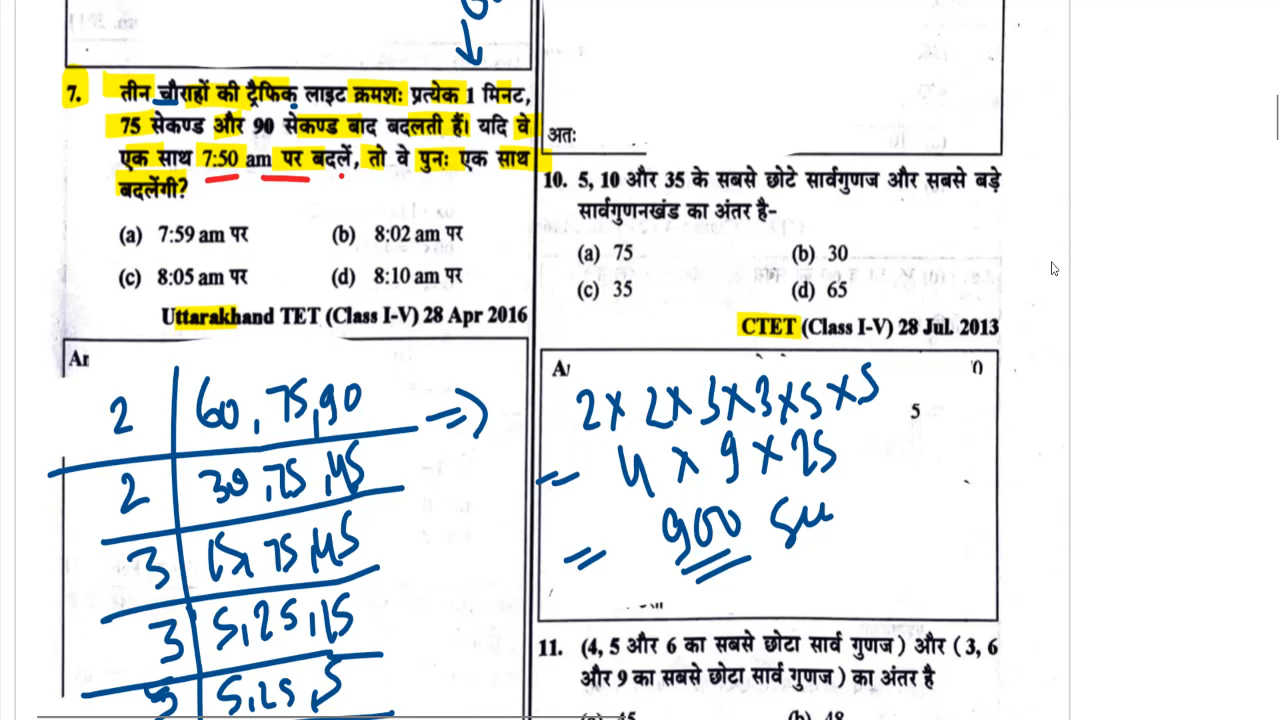 7. तीन चौराहों की ट्रैफिक लाइट क्रमशः प्रत्येक 1 मिनट,
75 सेकण्ड और 90 सेकण्ड बाद बदलती हैं। यदि वे
एक साथ 7:50 am पर बदलें, तो वे पुनः एक साथ
बदलेंगी?
(a) 7:59 am पर (b) 8:02 am पर
(c) 8:05 am पर (d) 8:10 am पर
Uttarakhand TET (Class I-V) 28 Apr 2016
Ar
2 | 60, 75, 90 =>
2 | 30, 75, 45
3 | 15, 75, 45
3 | 5, 25, 15
5 | 5, 25, 5
अतः
10. 5, 10 और 35 के सबसे छोटे सार्वगुणज और सबसे बड़े
सार्वगुणनखंड का अंतर है-
(a) 75 (b) 30
(c) 35 (d) 65
CTET (Class I-V) 28 Jul. 2013
2 × 2 × 3 × 3 × 5 × 5
5
= 4 × 9 × 25
= 900
11. (4, 5 और 6 का सबसे छोटा सार्व गुणज) और (3, 6
और 9 का सबसे छोटा सार्व गुणज) का अंतर है